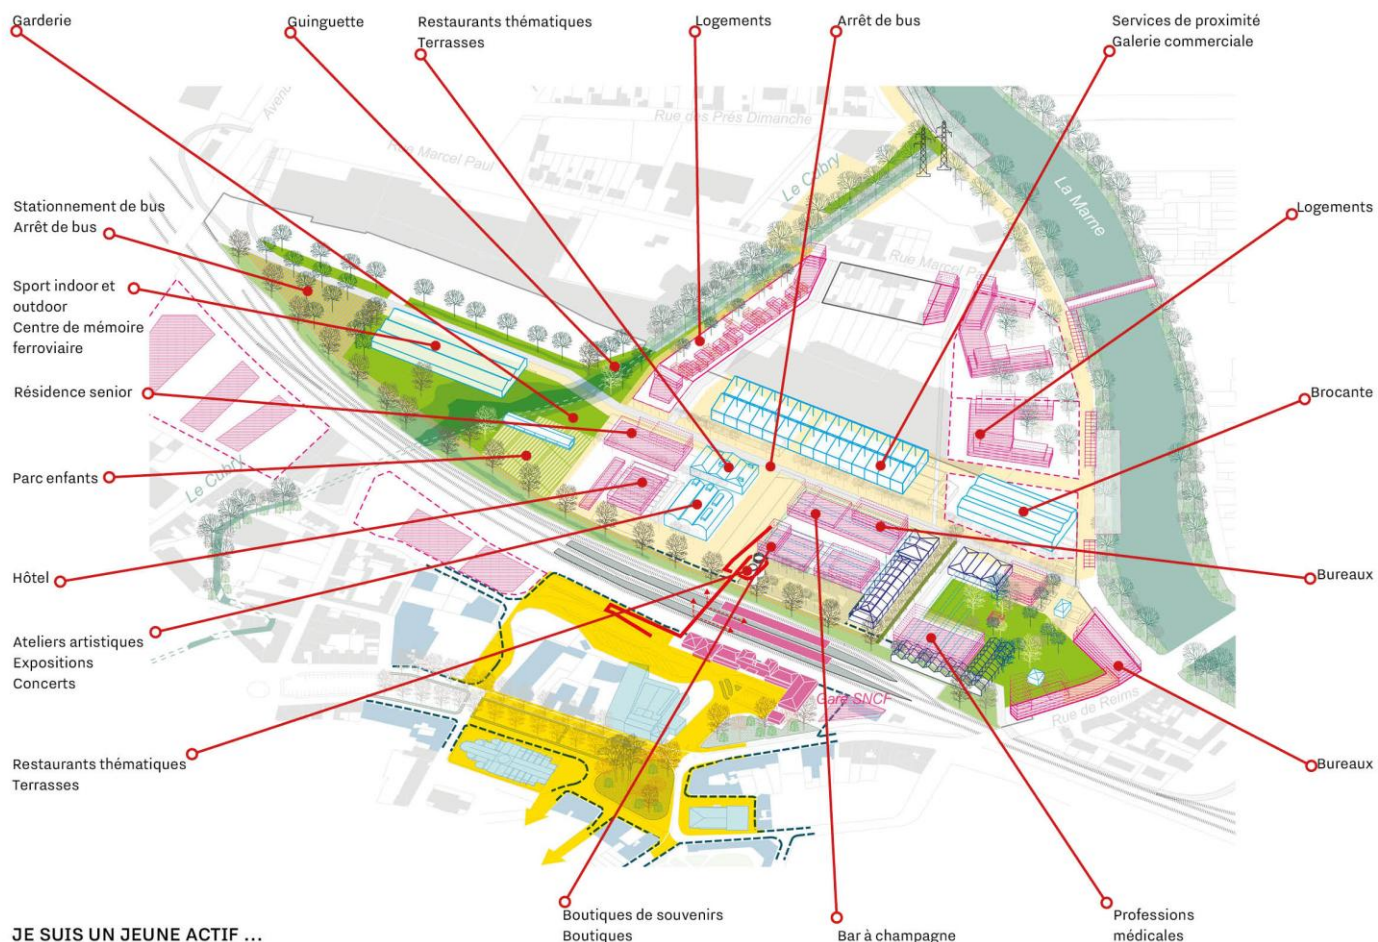 Garderie
Guinguette
Restaurants thématiques
Terrasses
Logements
Arrêt de bus
Services de proximité
Galerie commerciale
Rue des Prés Dimanche
Rue Marcel Paul
Le Cubry
La Marne
Stationnement de bus
Arrêt de bus
Logements
Sport indoor et
outdoor
Centre de mémoire
ferroviaire
Résidence senior
Brocante
Le Cubry
Parc enfants
Hôtel
Bureaux
Ateliers artistiques
Expositions
Concerts
Gare SNCF
Rue de Reims
Restaurants thématiques
Terrasses
Bureaux
Boutiques de souvenirs
Boutiques
Bar à champagne
Professions
médicales
JE SUIS UN JEUNE ACTIF ...